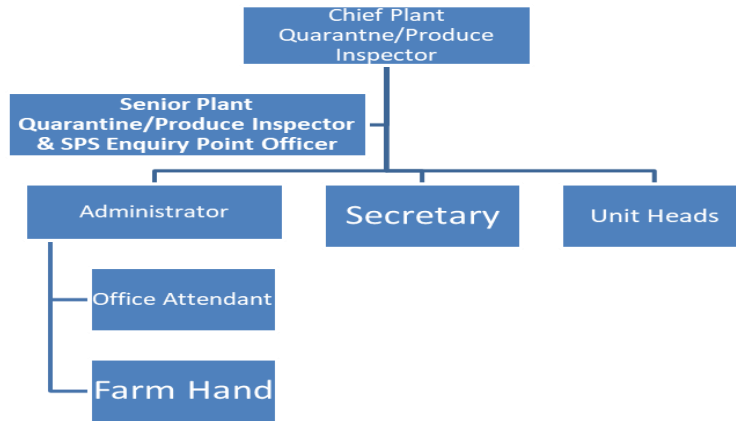 Chief Plant
Quarantne/Produce
Inspector
Senior Plant
Quarantine/Produce Inspector
& SPS Enquiry Point Officer
Administrator
Secretary
Unit Heads
Office Attendant
Farm Hand